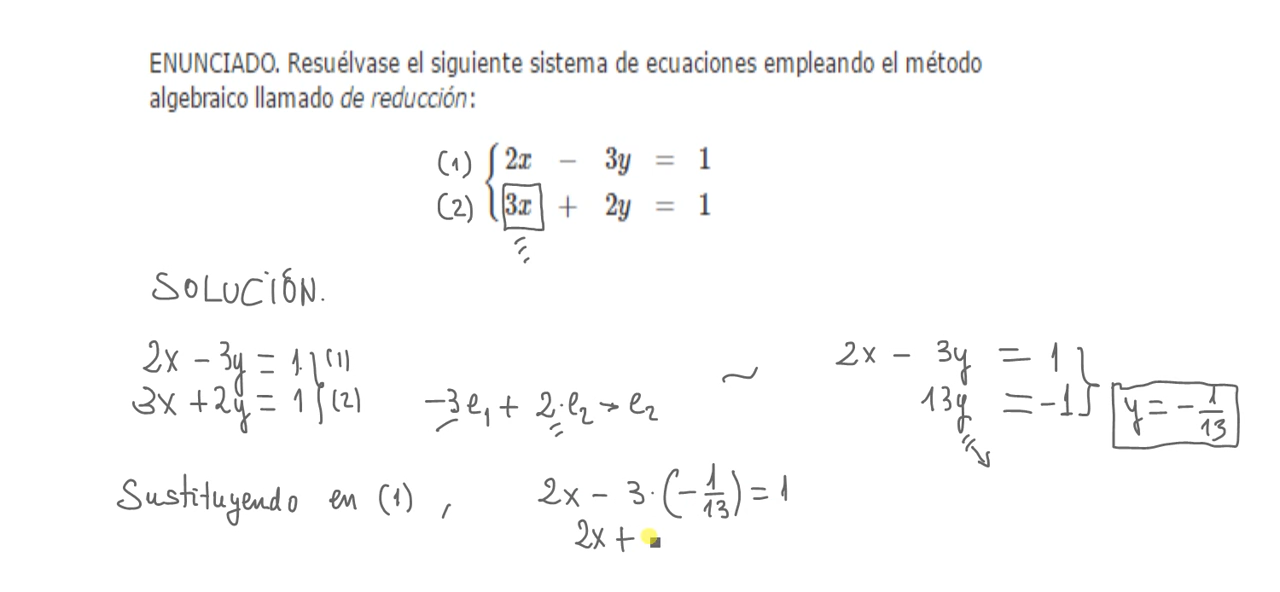 ENUNCIADO. Resuélvase el siguiente sistema de ecuaciones empleando el método
algebraico llamado de reducción:
(1) { 2x − 3y = 1
(2) 3x + 2y = 1
SOLUCIÓN.
2x − 3y = 1 } (1)
3x + 2y = 1 } (2)
−3e₁ + 2·e₂ → e₂
~
2x − 3y = 1 }
13y = −1 }
y = −1/13
Sustituyendo en (1) ,
2x − 3·(−1/13) = 1
2x +